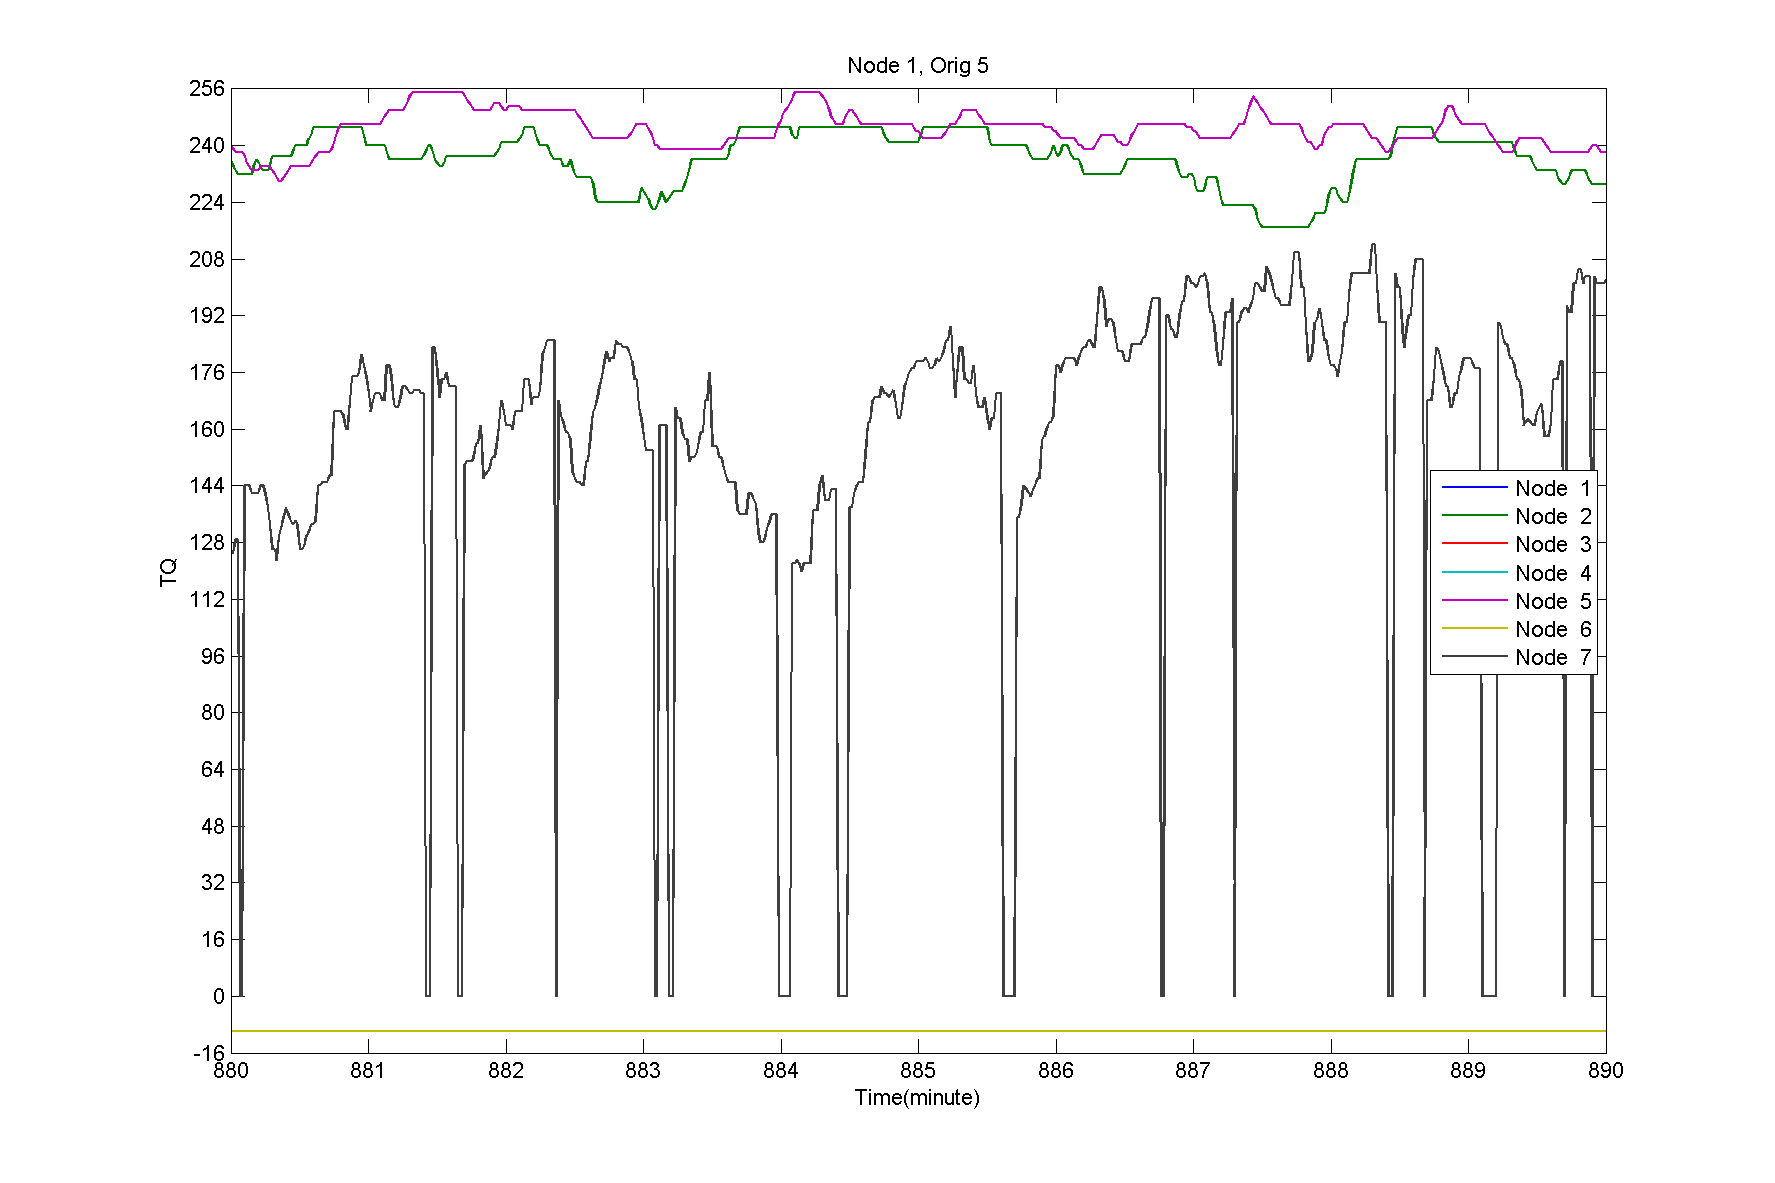 Node 1, Orig 5
256
240
224
208
192
176
160
144
128
112
96
80
64
48
32
16
0
-16
TQ
Node 1
Node 2
Node 3
Node 4
Node 5
Node 6
Node 7
880 881 882 883 884 885 886 887 888 889 890
Time(minute)